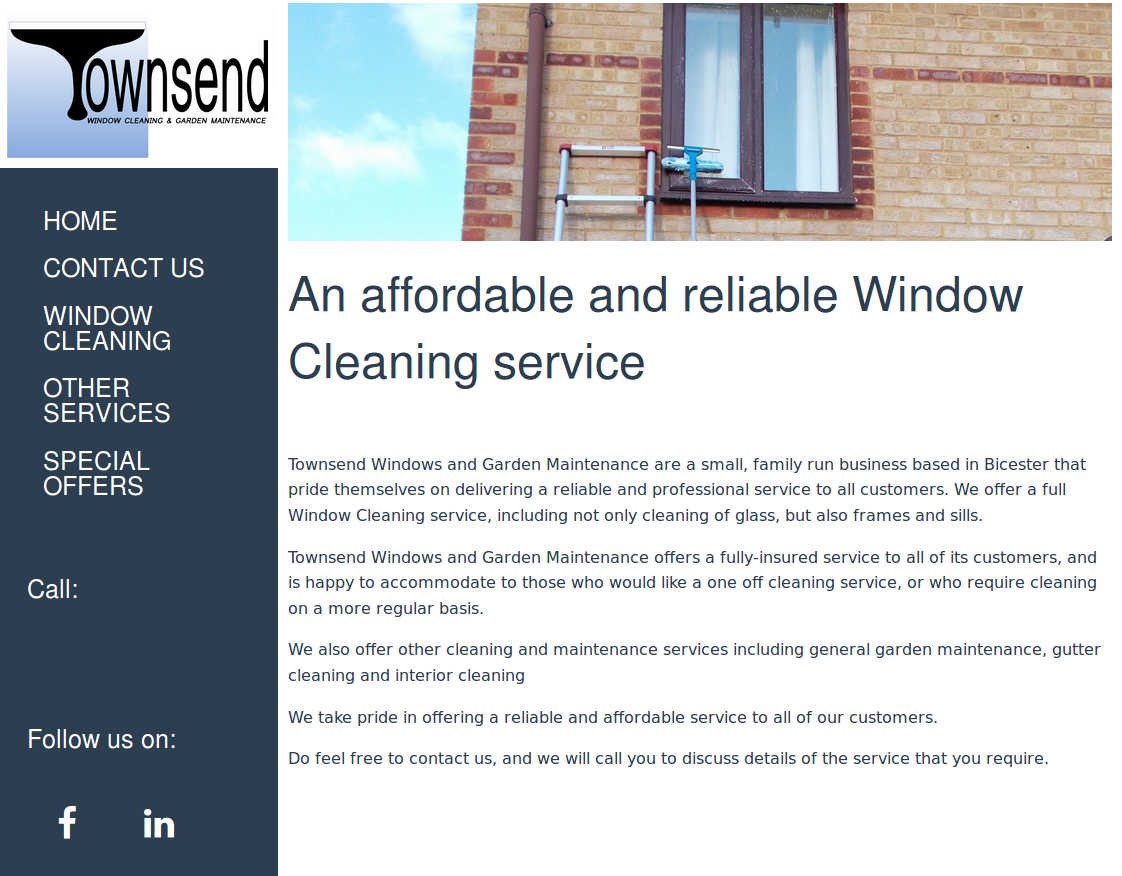 Townsend
WINDOW CLEANING & GARDEN MAINTENANCE
HOME
CONTACT US
WINDOW
CLEANING
OTHER
SERVICES
SPECIAL
OFFERS
Call:
Follow us on:
f in
An affordable and reliable Window
Cleaning service
Townsend Windows and Garden Maintenance are a small, family run business based in Bicester that
pride themselves on delivering a reliable and professional service to all customers. We offer a full
Window Cleaning service, including not only cleaning of glass, but also frames and sills.
Townsend Windows and Garden Maintenance offers a fully-insured service to all of its customers, and
is happy to accommodate to those who would like a one off cleaning service, or who require cleaning
on a more regular basis.
We also offer other cleaning and maintenance services including general garden maintenance, gutter
cleaning and interior cleaning
We take pride in offering a reliable and affordable service to all of our customers.
Do feel free to contact us, and we will call you to discuss details of the service that you require.